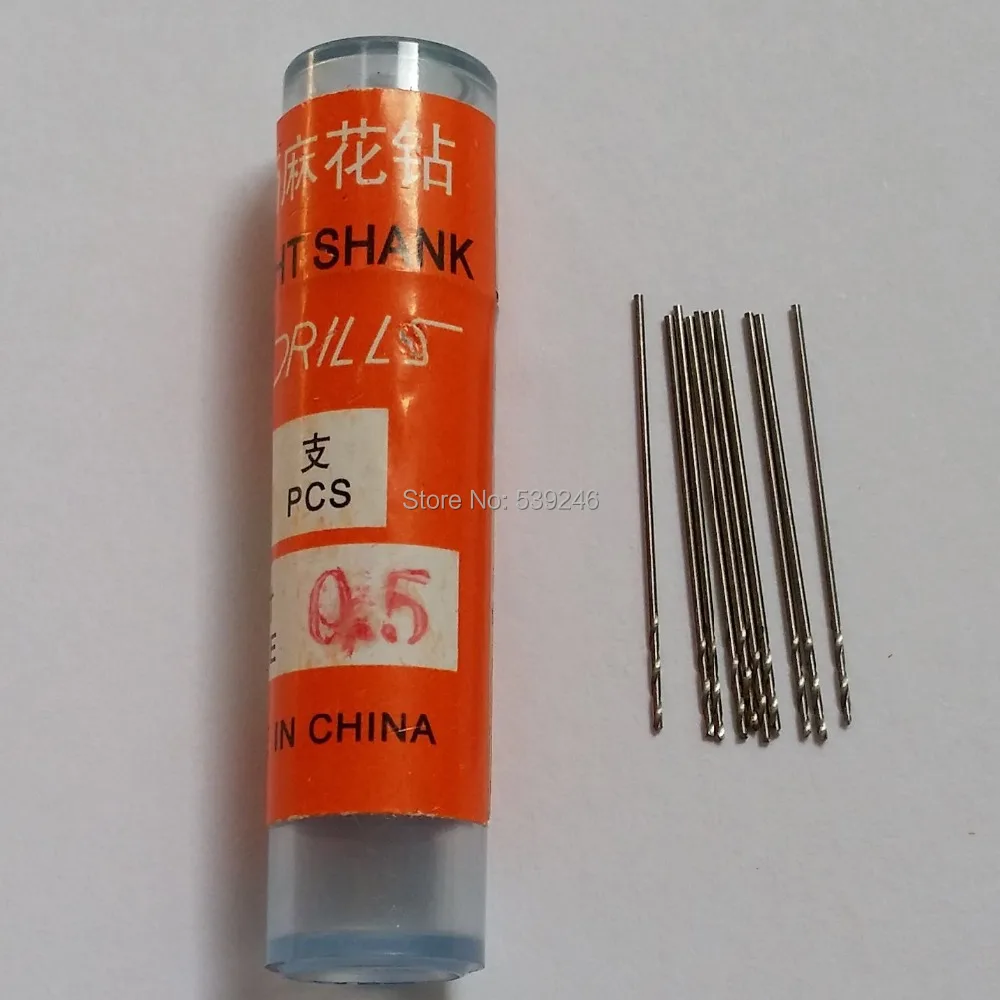 麻花钻
HT SHANK
DRILLS
支
PCS
Store No: 539246
0.5
E
IN CHINA